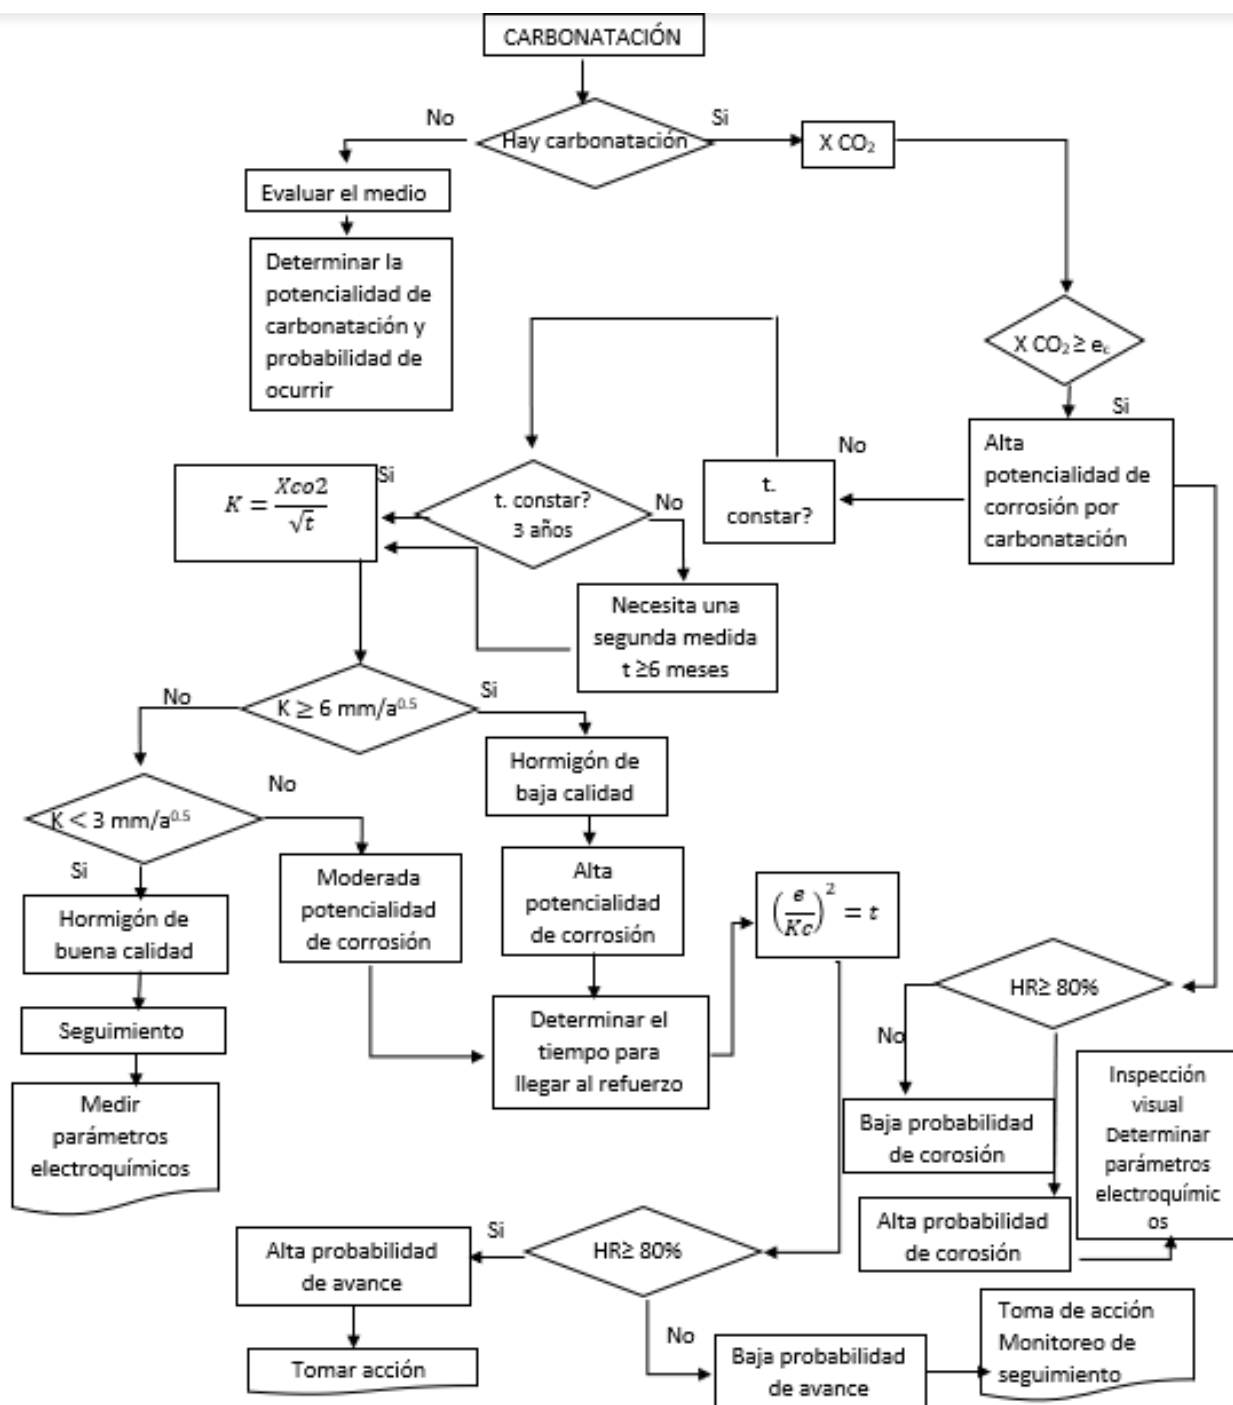 CARBONATACIÓN
No
Si
Hay carbonatación
X CO₂
Evaluar el medio
Determinar la
potencialidad de
carbonatación y
probabilidad de
ocurrir
X CO₂ ≥ e꜀
Si
Alta
potencialidad de
corrosión por
carbonatación
No
t.
constar?
t. constar?
3 años
Si
No
K = Xco2/√t
Necesita una
segunda medida
t ≥6 meses
K ≥ 6 mm/a⁰·⁵
No
Si
Hormigón de
baja calidad
K < 3 mm/a⁰·⁵
No
Si
Moderada
potencialidad
de corrosión
Alta
potencialidad
de corrosión
(e/Kc)² = t
Hormigón de
buena calidad
Seguimiento
Medir
parámetros
electroquímicos
Determinar el
tiempo para
llegar al refuerzo
HR≥ 80%
No
Baja probabilidad
de corosión
Alta probabilidad
de corosión
Inspección
visual
Determinar
parámetros
electroquímic
os
HR≥ 80%
Si
Alta probabilidad
de avance
Tomar acción
No
Baja probabilidad
de avance
Toma de acción
Monitoreo de
seguimiento